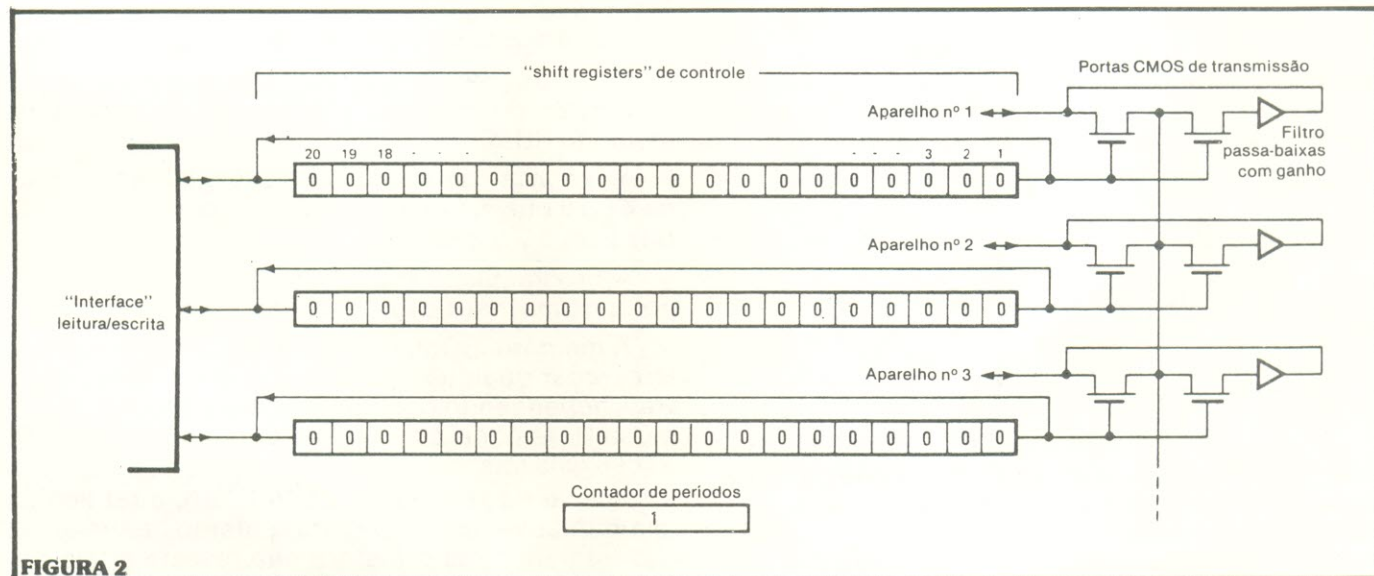 "shift registers" de controle
Portas CMOS de transmissão
Aparelho nº 1
Filtro
passa-baixas
com ganho
20 19 18 - - - - - - 3 2 1
0 0 0 0 0 0 0 0 0 0 0 0 0 0 0 0 0 0 0 0
Aparelho nº 2
"Interface"
leitura/escrita
0 0 0 0 0 0 0 0 0 0 0 0 0 0 0 0 0 0 0 0
Aparelho nº 3
0 0 0 0 0 0 0 0 0 0 0 0 0 0 0 0 0 0 0 0
Contador de períodos
1
FIGURA 2